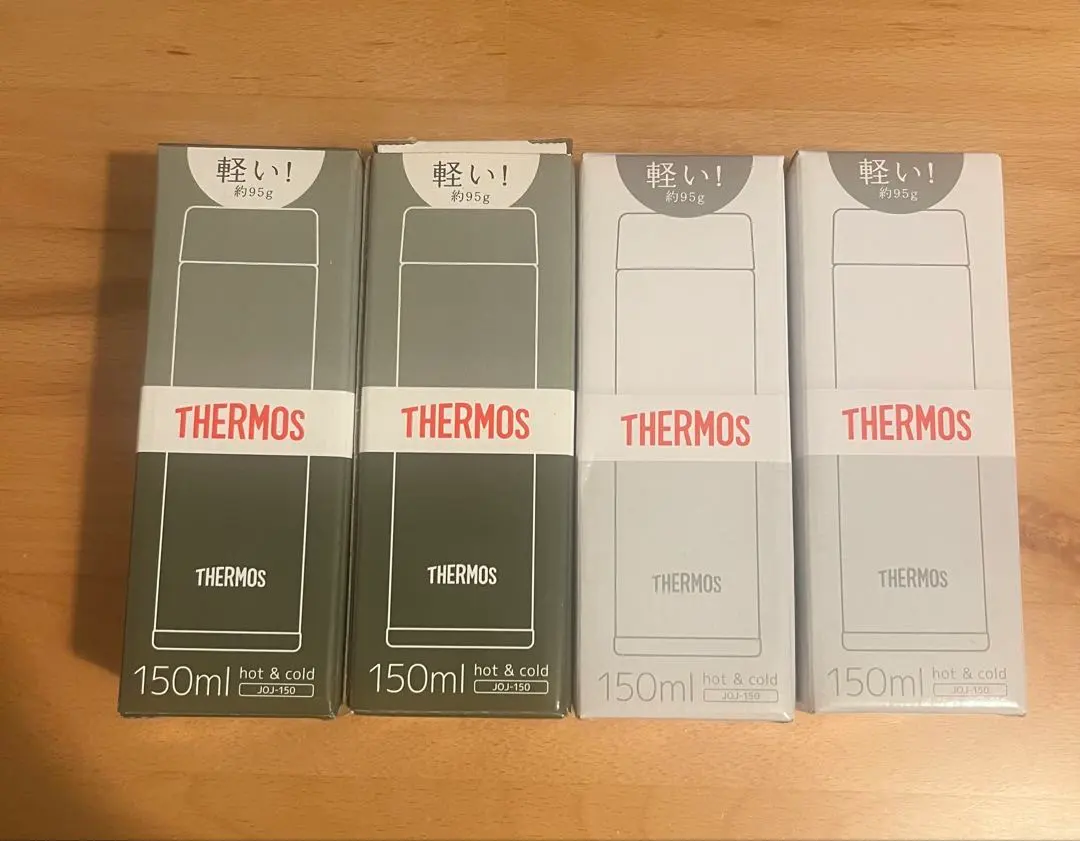 軽い!
約95g
THERMOS
THERMOS
150ml hot & cold
JOJ-150
軽い!
約95g
THERMOS
THERMOS
150ml hot & cold
JOJ-150
軽い!
約95g
THERMOS
THERMOS
150ml hot & cold
JOJ-150
軽い!
約95g
THERMOS
THERMOS
150ml hot & cold
JOJ-150